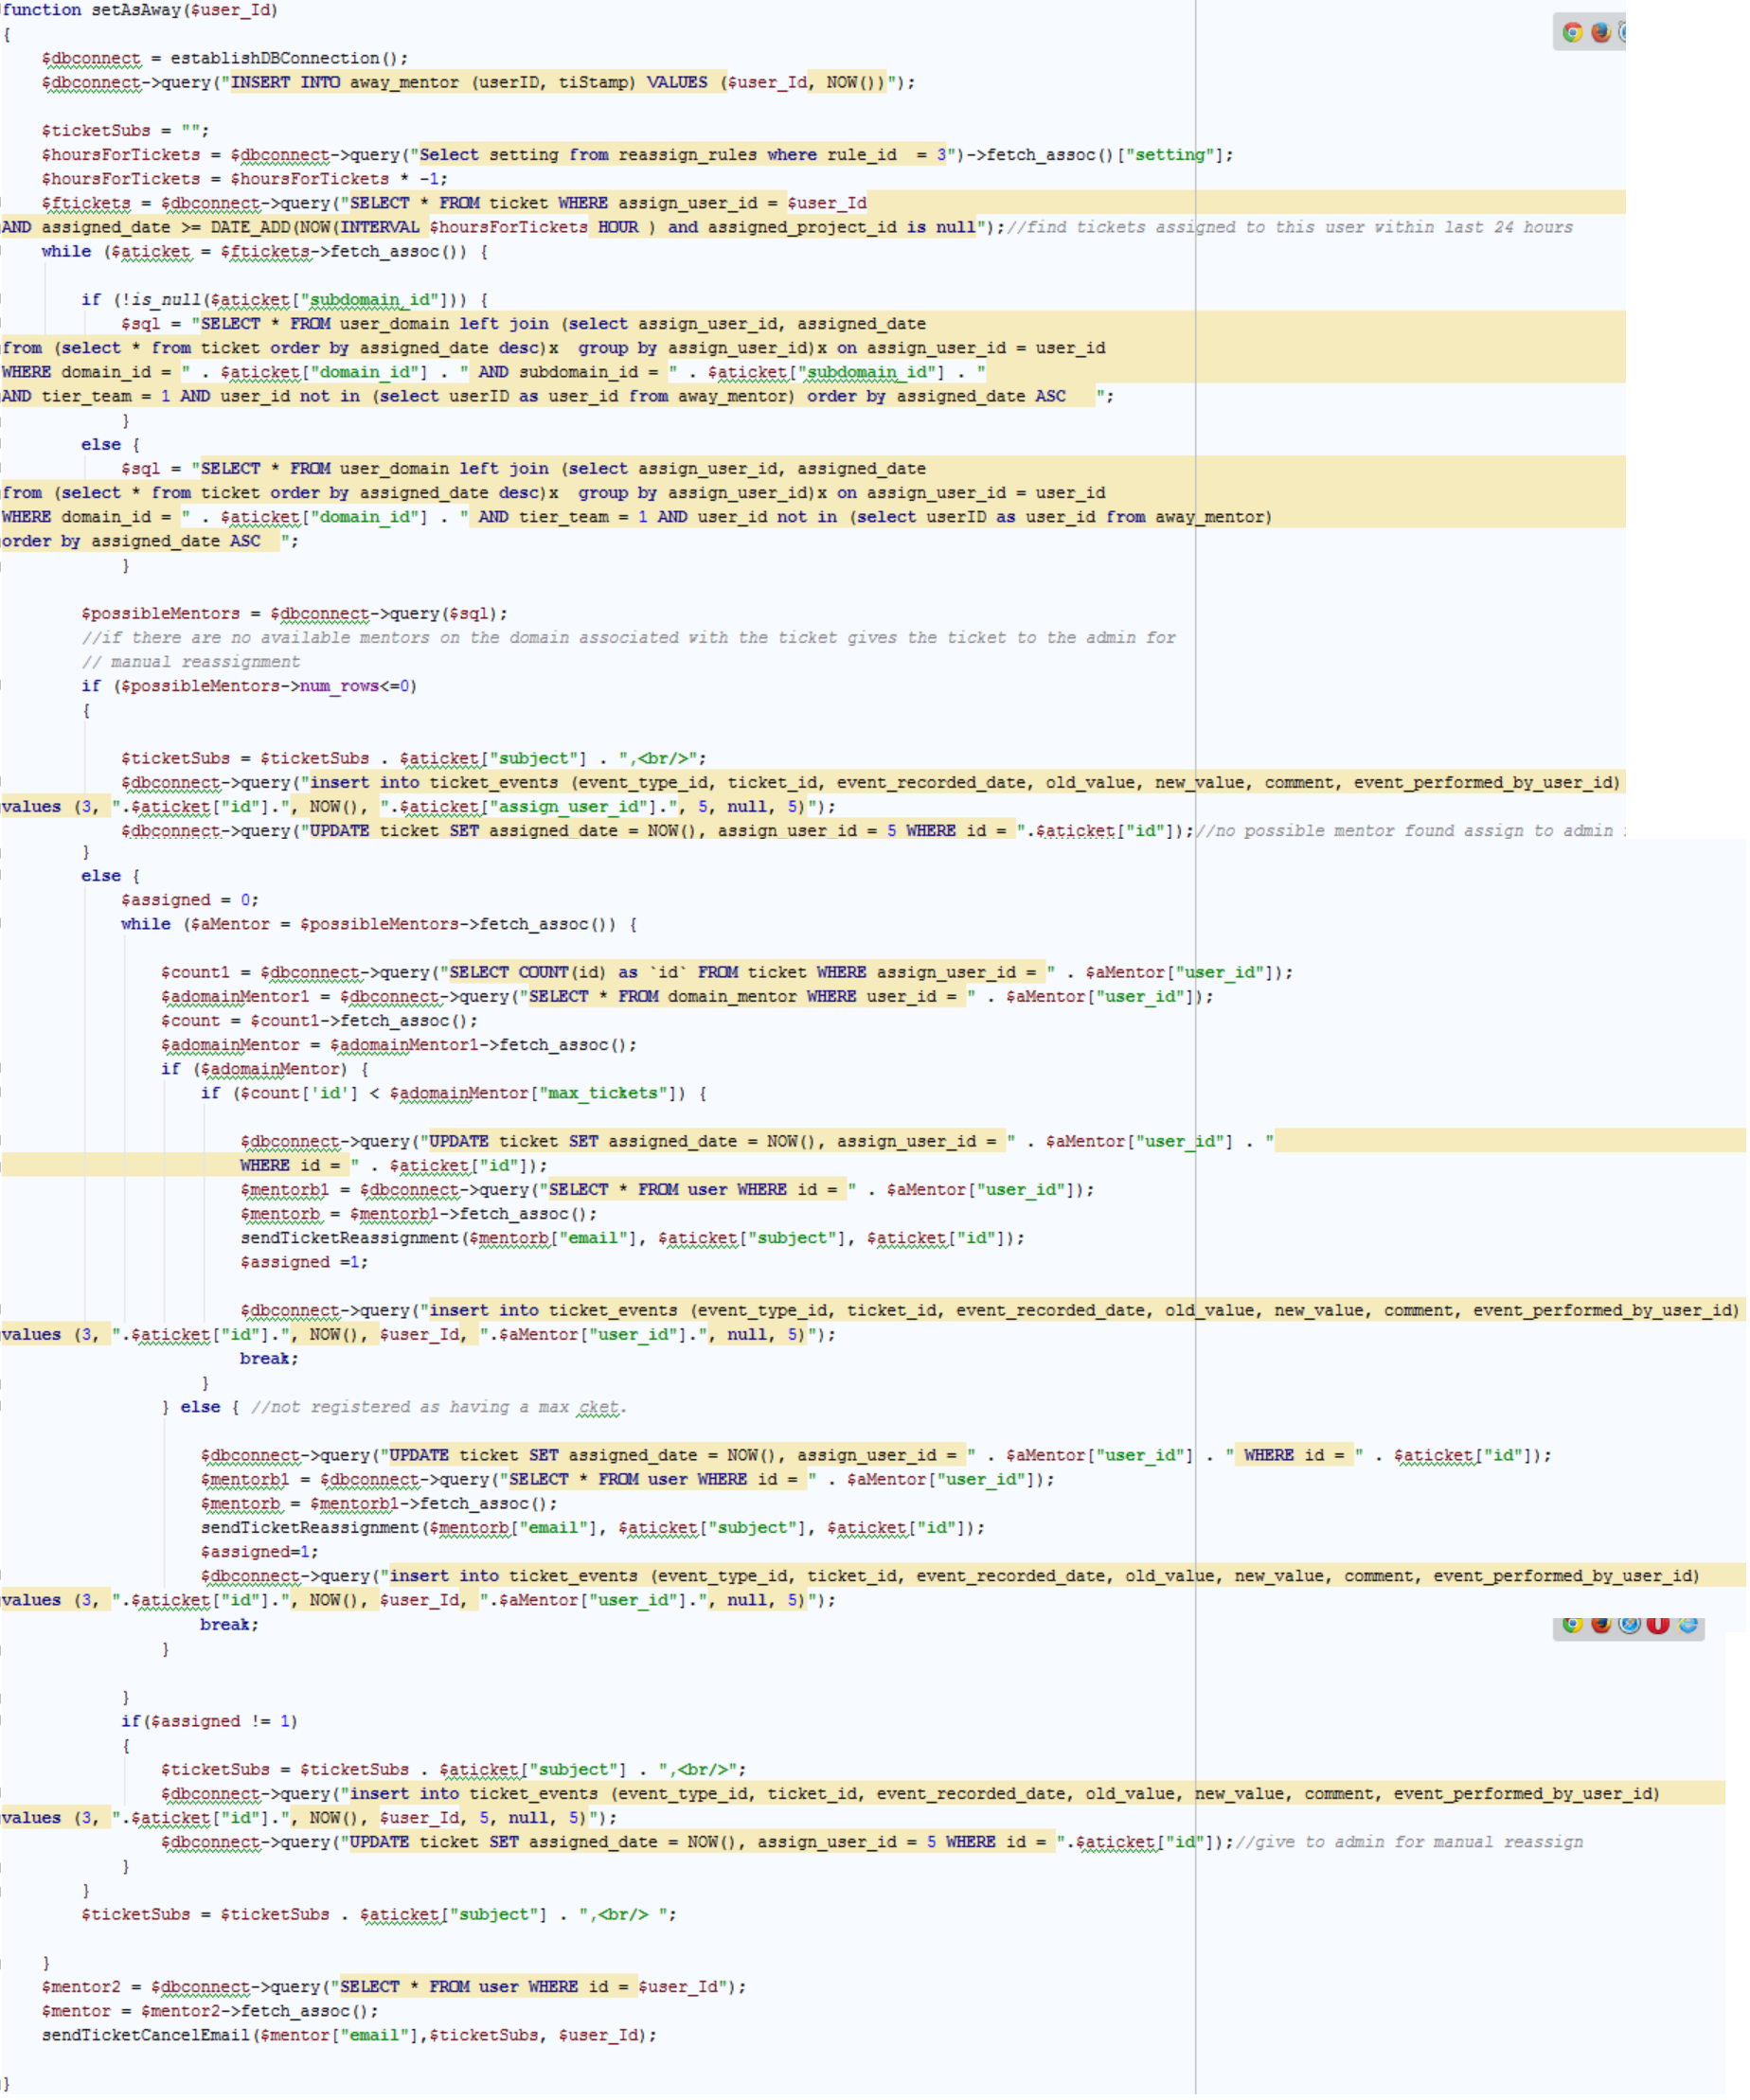 function setAsAway($user_Id)
{
    $dbconnect = establishDBConnection();
    $dbconnect->query("INSERT INTO away_mentor (userID, tiStamp) VALUES ($user_Id, NOW())");
    $ticketSubs = "";
    $hoursForTickets = $dbconnect->query("Select setting from reassign_rules where rule_id  = 3")->fetch_assoc()["setting"];
    $hoursForTickets = $hoursForTickets * -1;
    $ftickets = $dbconnect->query("SELECT * FROM ticket WHERE assign_user_id = $user_Id
AND assigned_date >= DATE_ADD(NOW(INTERVAL $hoursForTickets HOUR ) and assigned_project_id is null");//find tickets assigned to this user within last 24 hours
    while ($aticket = $ftickets->fetch_assoc()) {
        if (!is_null($aticket["subdomain_id"])) {
            $sql = "SELECT * FROM user_domain left join (select assign_user_id, assigned_date
from (select * from ticket order by assigned_date desc)x  group by assign_user_id)x on assign_user_id = user_id
WHERE domain_id = " . $aticket["domain_id"] . " AND subdomain_id = " . $aticket["subdomain_id"] . "
AND tier_team = 1 AND user_id not in (select userID as user_id from away_mentor) order by assigned_date ASC   ";
            }
        else {
            $sql = "SELECT * FROM user_domain left join (select assign_user_id, assigned_date
from (select * from ticket order by assigned_date desc)x  group by assign_user_id)x on assign_user_id = user_id
WHERE domain_id = " . $aticket["domain_id"] . " AND tier_team = 1 AND user_id not in (select userID as user_id from away_mentor)
order by assigned_date ASC  ";
            }
        $possibleMentors = $dbconnect->query($sql);
        //if there are no available mentors on the domain associated with the ticket gives the ticket to the admin for
        // manual reassignment
        if ($possibleMentors->num_rows<=0)
        {
            $ticketSubs = $ticketSubs . $aticket["subject"] . ",<br/>";
            $dbconnect->query("insert into ticket_events (event_type_id, ticket_id, event_recorded_date, old_value, new_value, comment, event_performed_by_user_id)
values (3, ".$aticket["id"].", NOW(), ".$aticket["assign_user_id"].", 5, null, 5)");
            $dbconnect->query("UPDATE ticket SET assigned_date = NOW(), assign_user_id = 5 WHERE id = ".$aticket["id"]);//no possible mentor found assign to admin
        }
        else {
            $assigned = 0;
            while ($aMentor = $possibleMentors->fetch_assoc()) {
                $count1 = $dbconnect->query("SELECT COUNT(id) as `id` FROM ticket WHERE assign_user_id = " . $aMentor["user_id"]);
                $adomainMentor1 = $dbconnect->query("SELECT * FROM domain_mentor WHERE user_id = " . $aMentor["user_id"]);
                $count = $count1->fetch_assoc();
                $adomainMentor = $adomainMentor1->fetch_assoc();
                if ($adomainMentor) {
                    if ($count['id'] < $adomainMentor["max_tickets"]) {
                        $dbconnect->query("UPDATE ticket SET assigned_date = NOW(), assign_user_id = " . $aMentor["user_id"] . "
                        WHERE id = " . $aticket["id"]);
                        $mentorb1 = $dbconnect->query("SELECT * FROM user WHERE id = " . $aMentor["user_id"]);
                        $mentorb = $mentorb1->fetch_assoc();
                        sendTicketReassignment($mentorb["email"], $aticket["subject"], $aticket["id"]);
                        $assigned =1;
                        $dbconnect->query("insert into ticket_events (event_type_id, ticket_id, event_recorded_date, old_value, new_value, comment, event_performed_by_user_id)
values (3, ".$aticket["id"].", NOW(), $user_Id, ".$aMentor["user_id"].", null, 5)");
                        break;
                    }
                } else { //not registered as having a max cket.
                    $dbconnect->query("UPDATE ticket SET assigned_date = NOW(), assign_user_id = " . $aMentor["user_id"] . " WHERE id = " . $aticket["id"]);
                    $mentorb1 = $dbconnect->query("SELECT * FROM user WHERE id = " . $aMentor["user_id"]);
                    $mentorb = $mentorb1->fetch_assoc();
                    sendTicketReassignment($mentorb["email"], $aticket["subject"], $aticket["id"]);
                    $assigned=1;
                    $dbconnect->query("insert into ticket_events (event_type_id, ticket_id, event_recorded_date, old_value, new_value, comment, event_performed_by_user_id)
values (3, ".$aticket["id"].", NOW(), $user_Id, ".$aMentor["user_id"].", null, 5)");
                    break;
                }
            }
            if($assigned != 1)
            {
                $ticketSubs = $ticketSubs . $aticket["subject"] . ",<br/>";
                $dbconnect->query("insert into ticket_events (event_type_id, ticket_id, event_recorded_date, old_value, new_value, comment, event_performed_by_user_id)
values (3, ".$aticket["id"].", NOW(), $user_Id, 5, null, 5)");
                $dbconnect->query("UPDATE ticket SET assigned_date = NOW(), assign_user_id = 5 WHERE id = ".$aticket["id"]);//give to admin for manual reassign
            }
        }
        $ticketSubs = $ticketSubs . $aticket["subject"] . ",<br/> ";
    }
    $mentor2 = $dbconnect->query("SELECT * FROM user WHERE id = $user_Id");
    $mentor = $mentor2->fetch_assoc();
    sendTicketCancelEmail($mentor["email"],$ticketSubs, $user_Id);
}